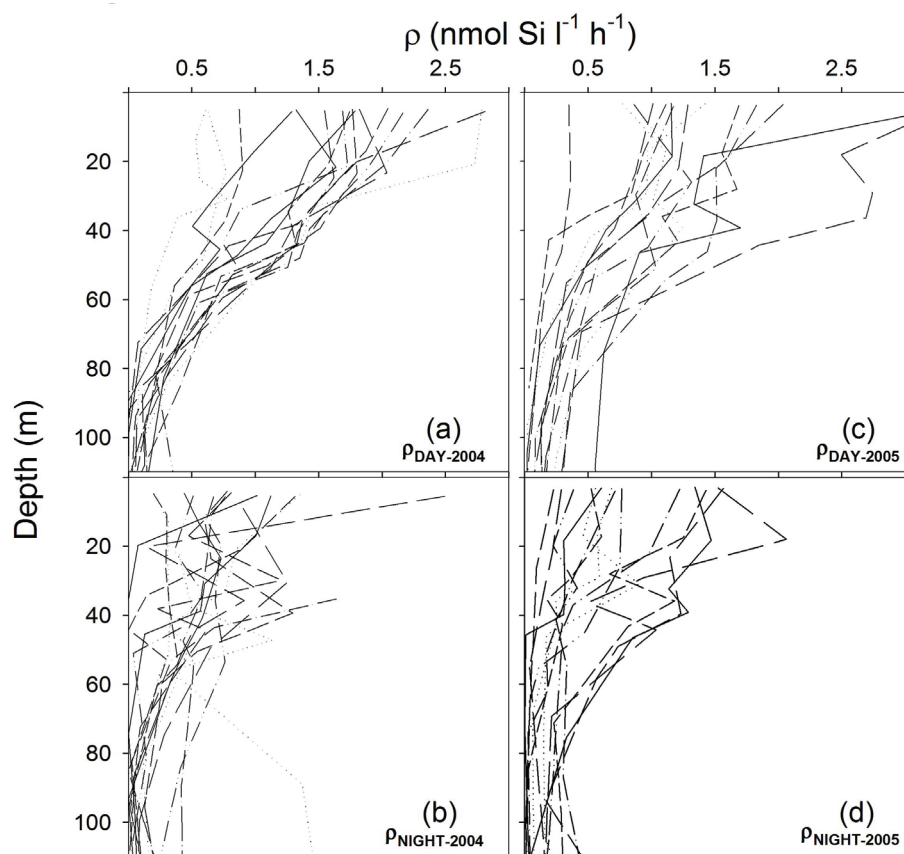 ρ (nmol Si l⁻¹ h⁻¹)
0.5 1.5 2.5 0.5 1.5 2.5
20
40
60
80
100
(a) (c)
ρDAY-2004 ρDAY-2005
Depth (m)
20
40
60
80
100
(b) (d)
ρNIGHT-2004 ρNIGHT-2005